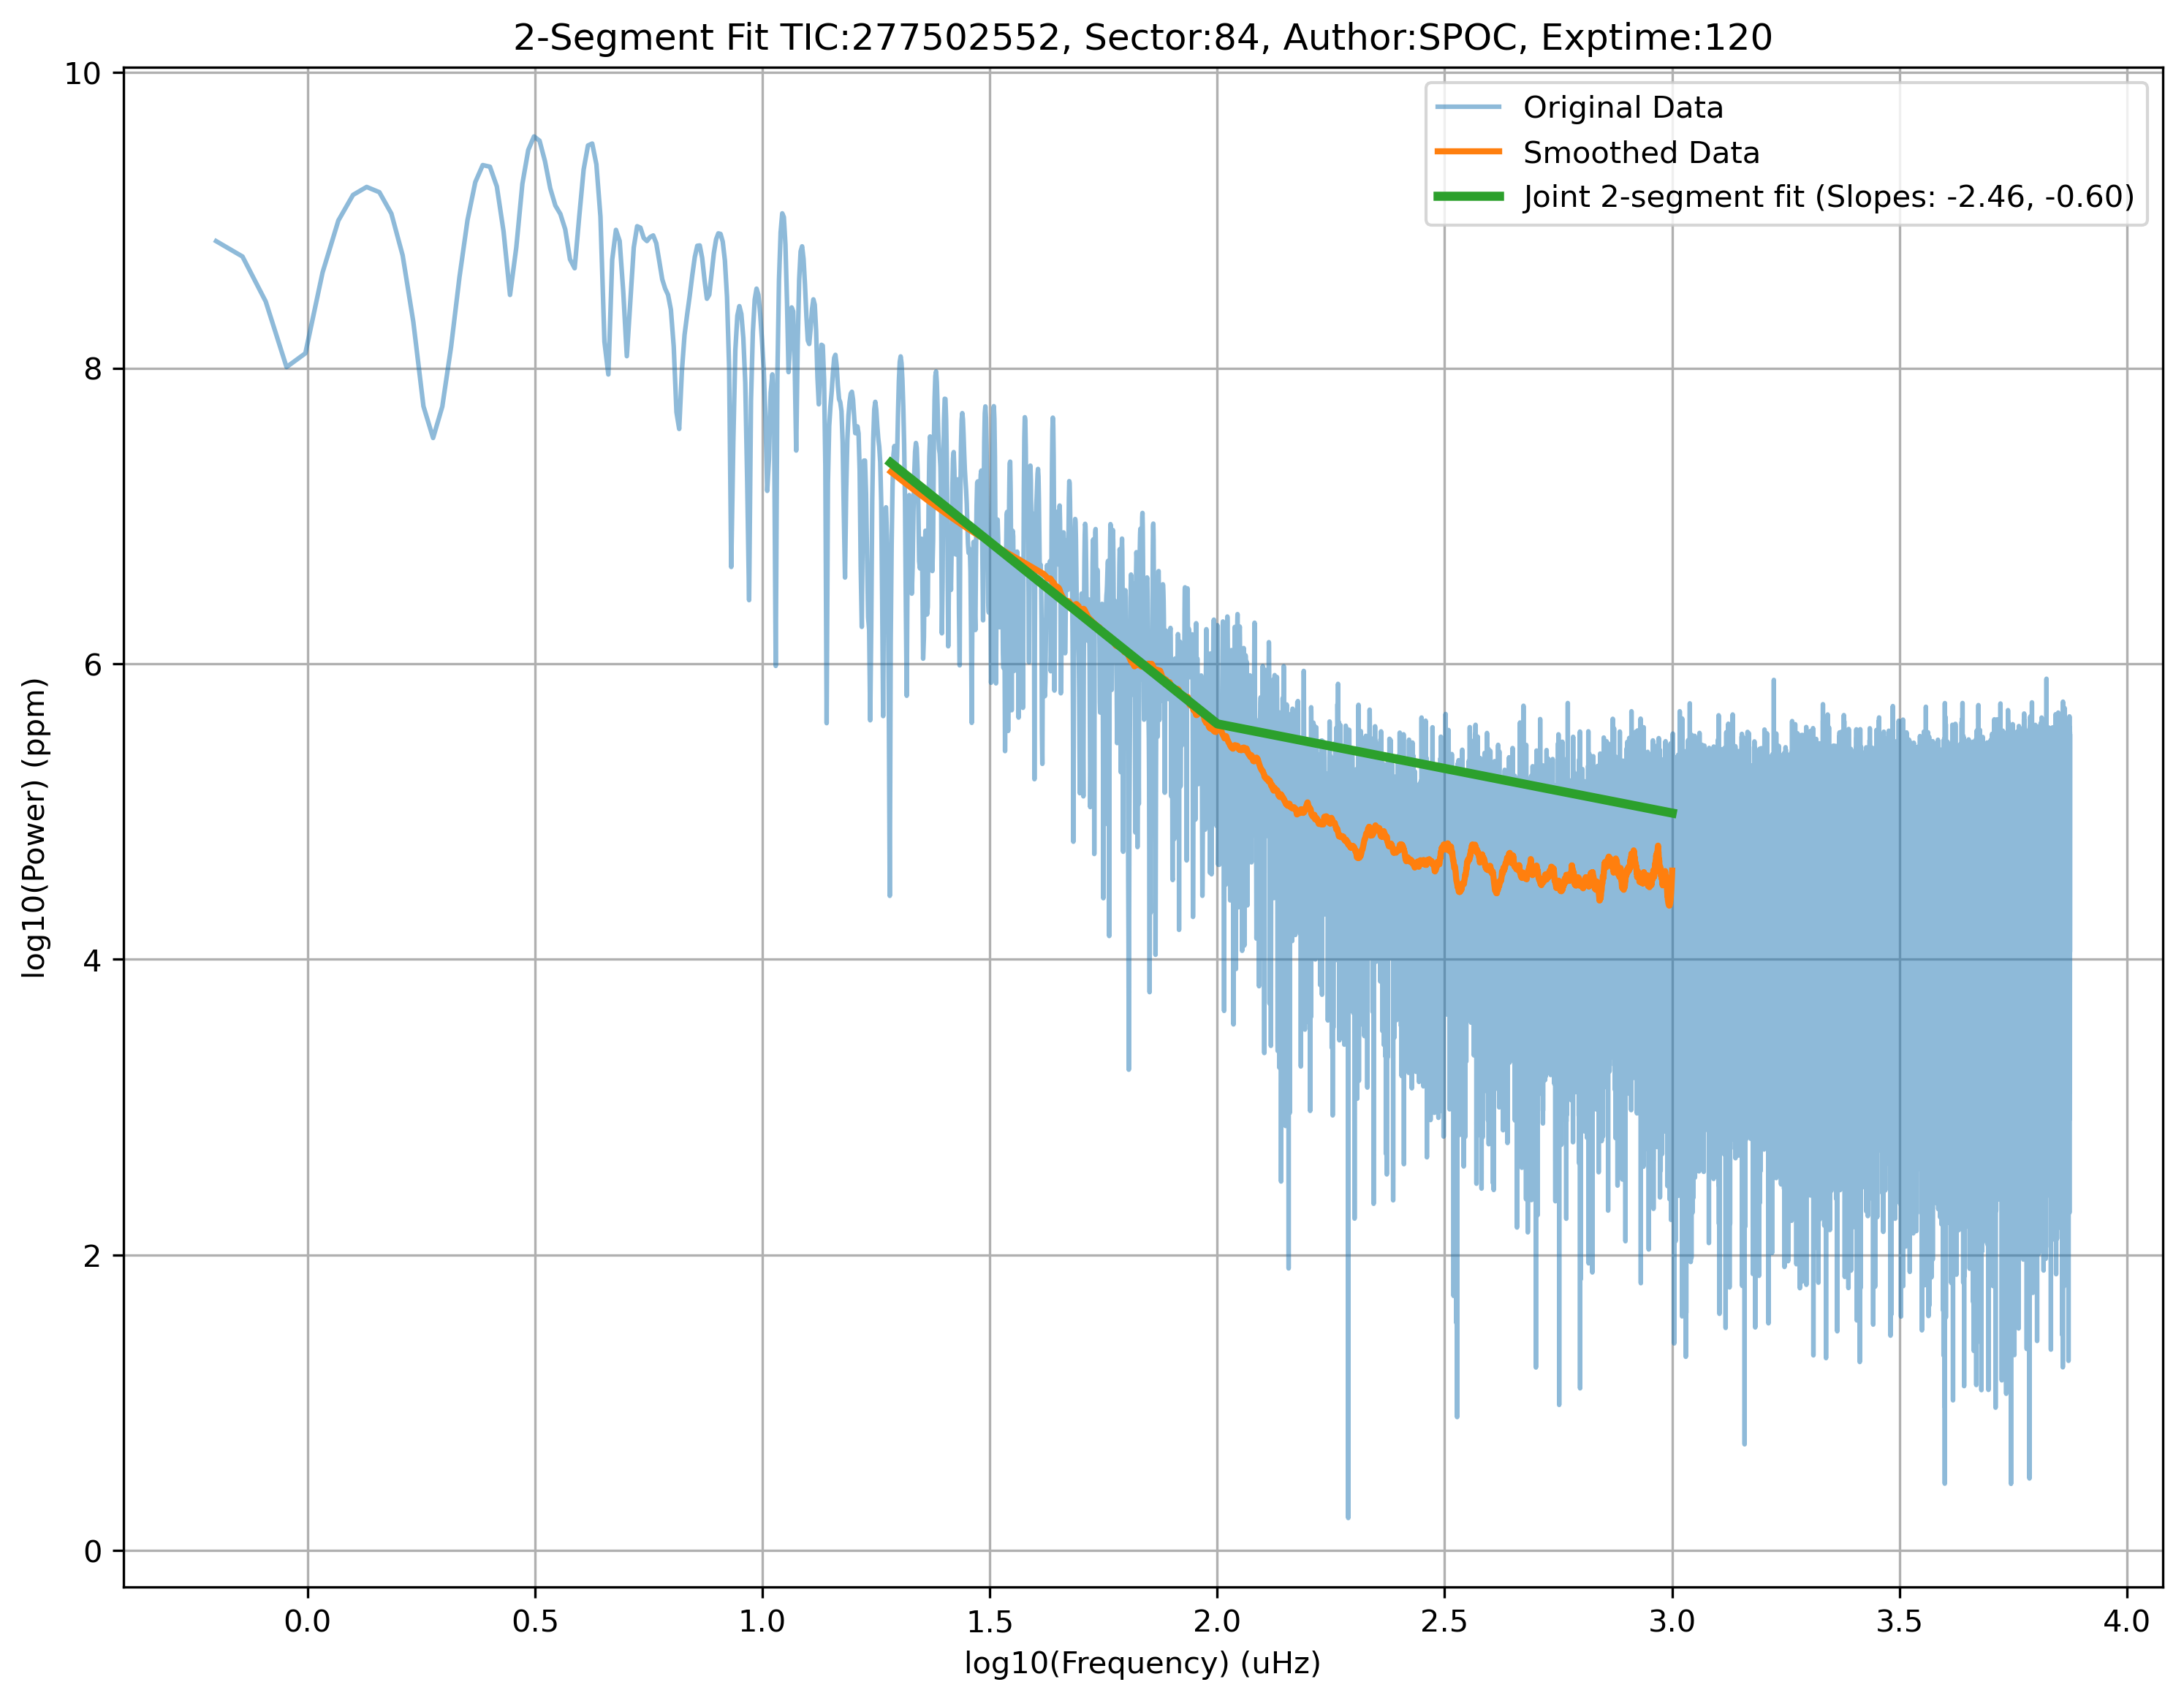 2-Segment Fit TIC:277502552, Sector:84, Author:SPOC, Exptime:120
Original Data
Smoothed Data
Joint 2-segment fit (Slopes: -2.46, -0.60)
10
8
6
4
2
0
log10(Power) (ppm)
0.0 0.5 1.0 1.5 2.0 2.5 3.0 3.5 4.0
log10(Frequency) (uHz)